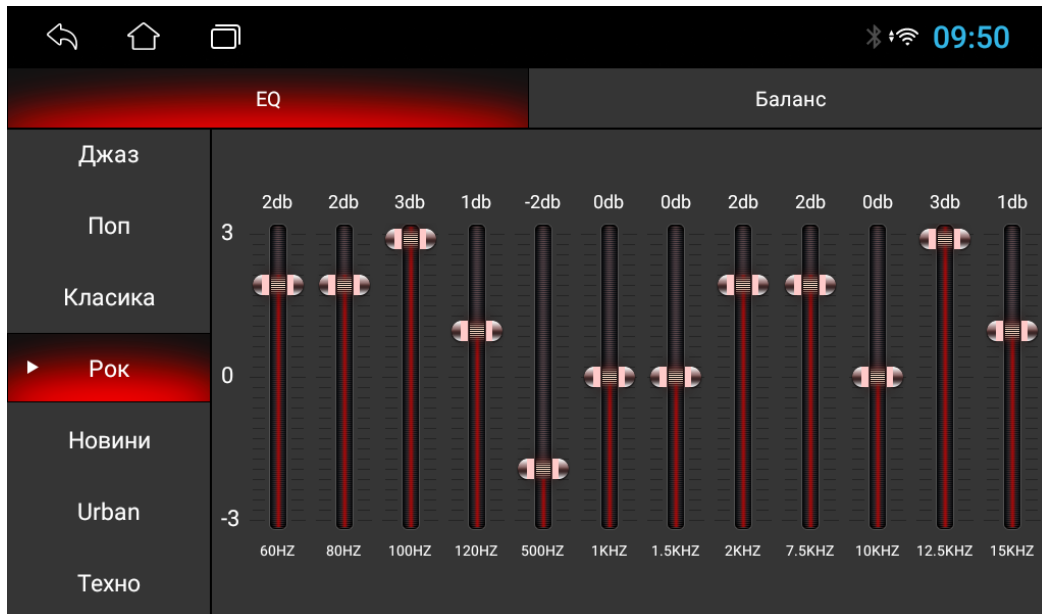 09:50
EQ Баланс
Джаз
Поп
Класика
Рок
Новини
Urban
Техно
2db 2db 3db 1db -2db 0db 0db 2db 2db 0db 3db 1db
3
0
-3
60HZ 80HZ 100HZ 120HZ 500HZ 1KHZ 1.5KHZ 2KHZ 7.5KHZ 10KHZ 12.5KHZ 15KHZ